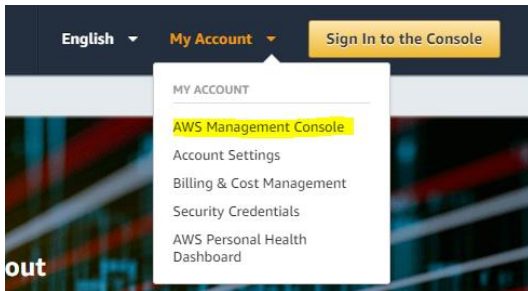 English My Account Sign In to the Console
MY ACCOUNT
AWS Management Console
Account Settings
Billing & Cost Management
Security Credentials
AWS Personal Health
Dashboard
out